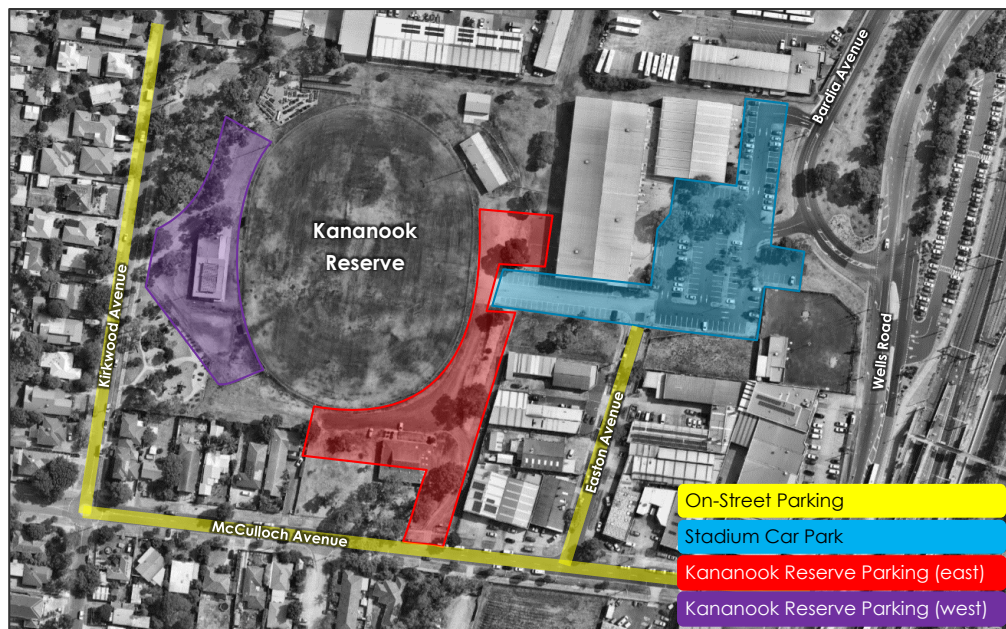 Bardia Avenue
Kananook
Reserve
Kirkwood Avenue
Wells Road
Easton Avenue
McCulloch Avenue
On-Street Parking
Stadium Car Park
Kananook Reserve Parking (east)
Kananook Reserve Parking (west)